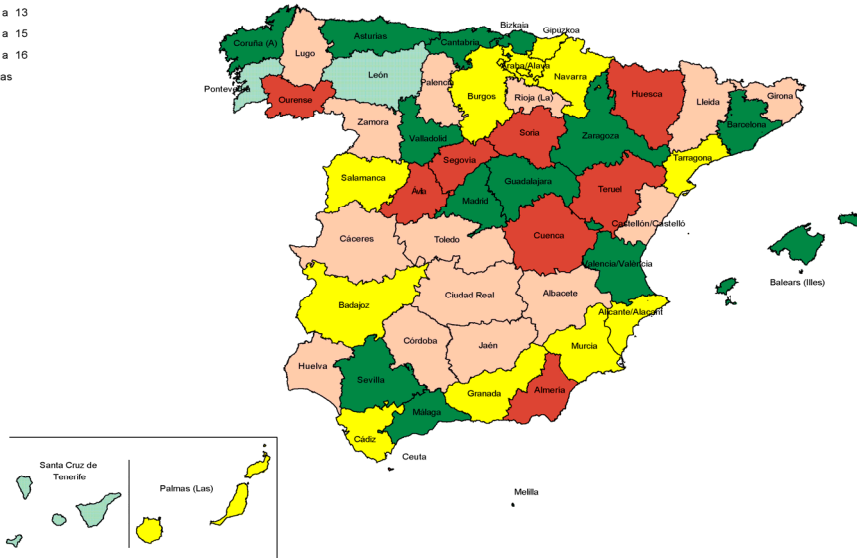 a 13
a 15
a 16
as
Bizkaia
Gipúzkoa
Coruña (A)
Asturias
Cantabria
Lugo
Araba/Álava
León
Palencia
Navarra
Pontevedra
Burgos
Rioja (La)
Huesca
Lleida
Girona
Ourense
Zamora
Barcelona
Valladolid
Soria
Zaragoza
Tarragona
Segovia
Salamanca
Ávila
Guadalajara
Teruel
Madrid
Castellón/Castelló
Cáceres
Toledo
Cuenca
Valencia/València
Balears (Illes)
Badajoz
Ciudad Real
Albacete
Alicante/Alacant
Córdoba
Jaén
Murcia
Huelva
Sevilla
Granada
Almería
Málaga
Cádiz
Ceuta
Santa Cruz de
Tenerife
Palmas (Las)
Melilla